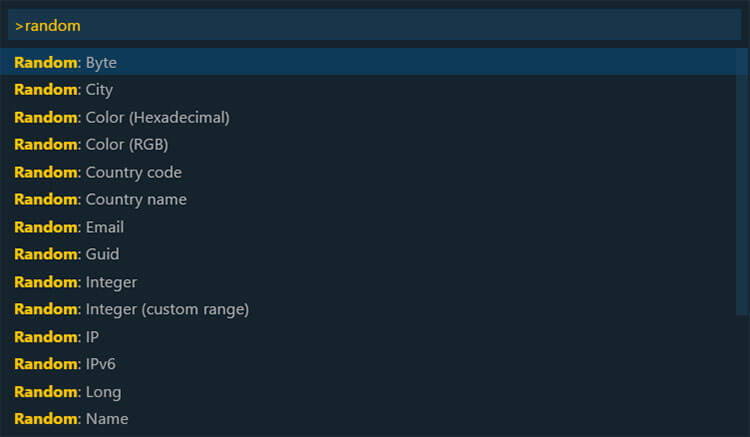 >random
Random: Byte
Random: City
Random: Color (Hexadecimal)
Random: Color (RGB)
Random: Country code
Random: Country name
Random: Email
Random: Guid
Random: Integer
Random: Integer (custom range)
Random: IP
Random: IPv6
Random: Long
Random: Name